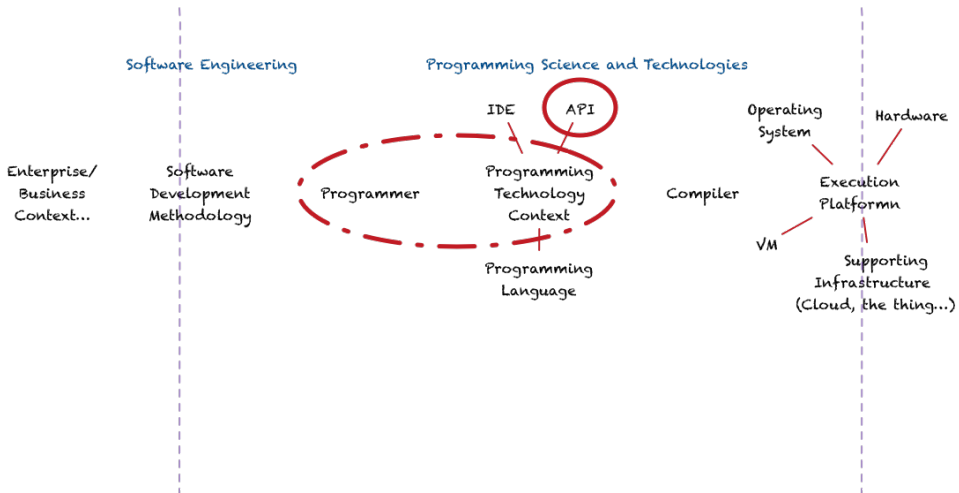 Software Engineering
Programming Science and Technologies
IDE
API
Operating
System
Hardware
Enterprise/
Business
Context...
Software
Development
Methodology
Programmer
Programming
Technology
Context
Compiler
Execution
Platformn
VM
Programming
Language
Supporting
Infrastructure
(Cloud, the thing...)